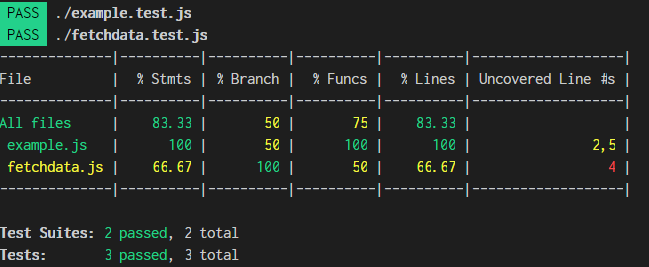 PASS ./example.test.js
PASS ./fetchdata.test.js
--------------|----------|----------|----------|----------|-------------------|
File          |  % Stmts | % Branch |  % Funcs |  % Lines | Uncovered Line #s |
--------------|----------|----------|----------|----------|-------------------|
All files     |    83.33 |       50 |       75 |    83.33 |                   |
 example.js   |      100 |       50 |      100 |      100 |               2,5 |
 fetchdata.js |    66.67 |      100 |       50 |    66.67 |                 4 |
--------------|----------|----------|----------|----------|-------------------|
Test Suites: 2 passed, 2 total
Tests:       3 passed, 3 total